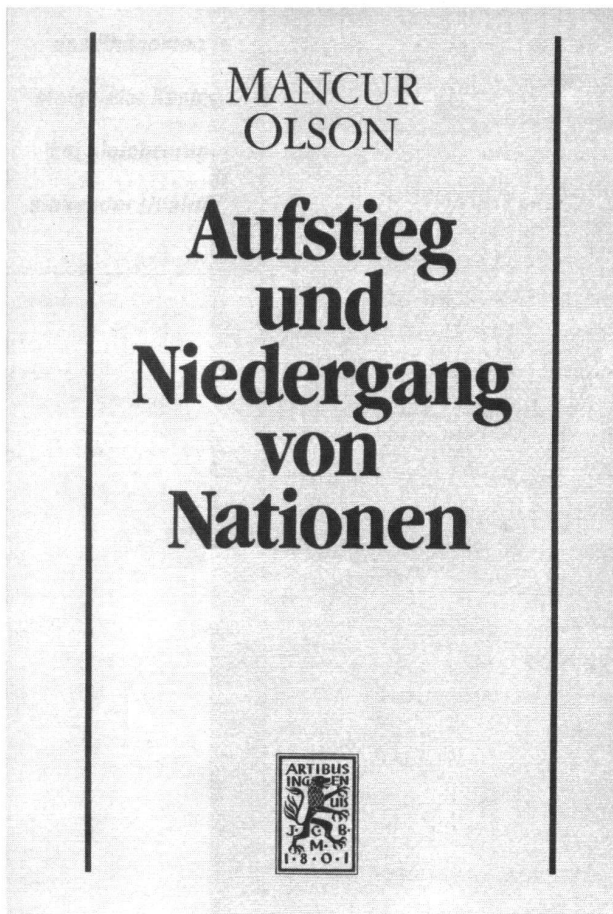 MANCUR
OLSON
Aufstieg
und
Niedergang
von
Nationen
ARTIBUS
INGEN
UIS
J·C·B·
M·
1·8·0·1